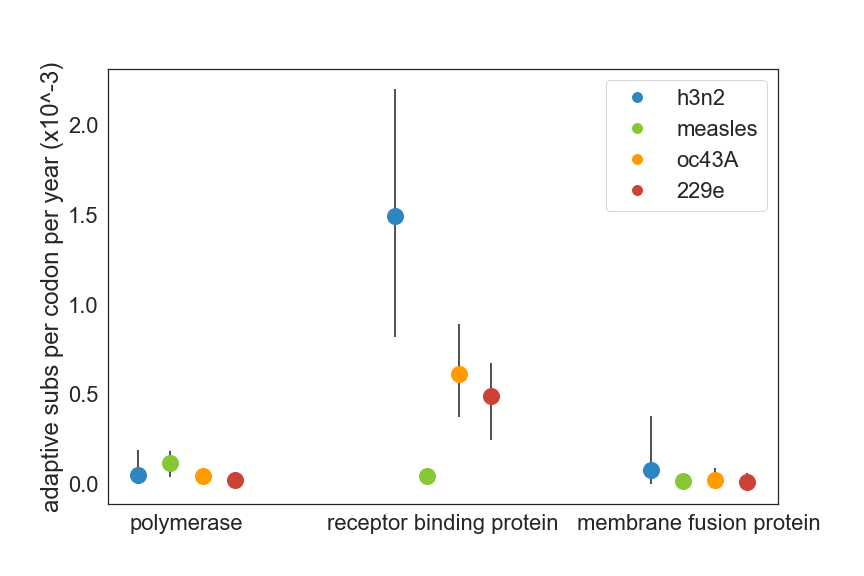 adaptive subs per codon per year (x10^-3)
2.0
1.5
1.0
0.5
0.0
h3n2
measles
oc43A
229e
polymerase
receptor binding protein
membrane fusion protein